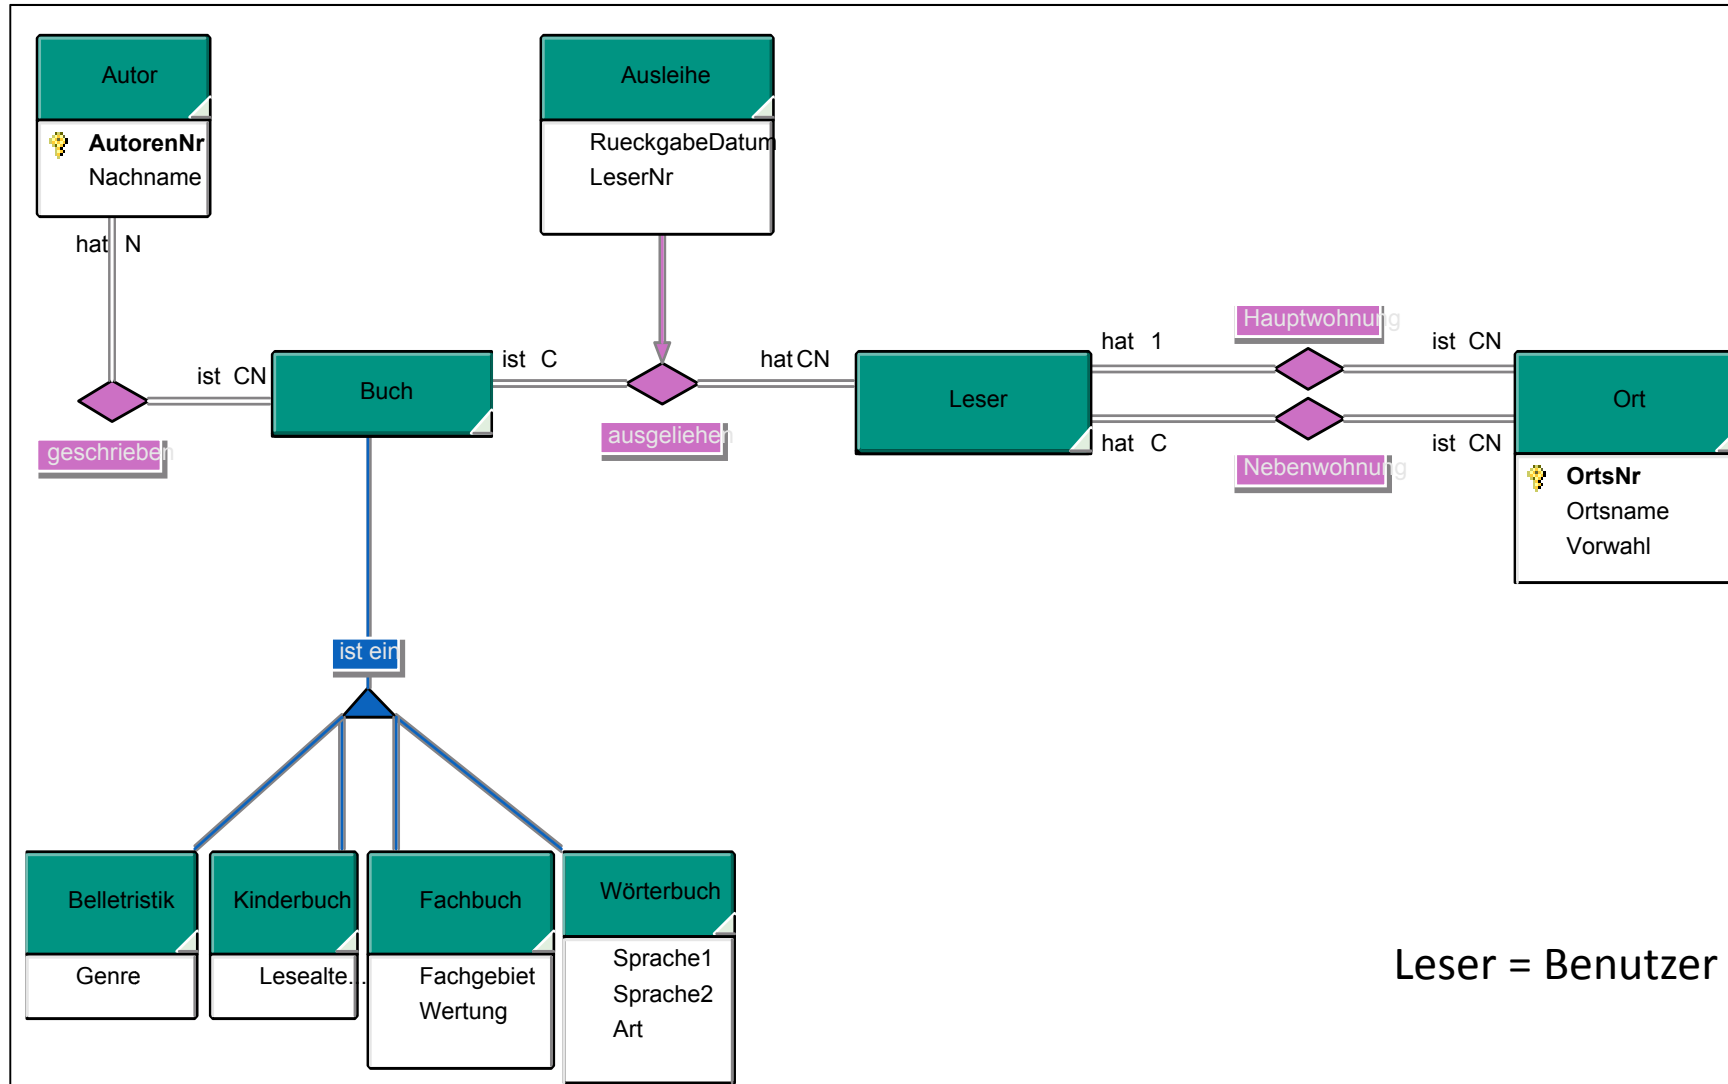 Autor
AutorenNr
Nachname
Ausleihe
RueckgabeDatum
LeserNr
hat N
geschrieben
ist CN
Buch
ist C
ausgeliehen
hat CN
Leser
hat 1
Hauptwohnung
ist CN
hat C
Nebenwohnung
ist CN
Ort
OrtsNr
Ortsname
Vorwahl
ist ein
Belletristik
Genre
Kinderbuch
Lesealte...
Fachbuch
Fachgebiet
Wertung
Wörterbuch
Sprache1
Sprache2
Art
Leser = Benutzer